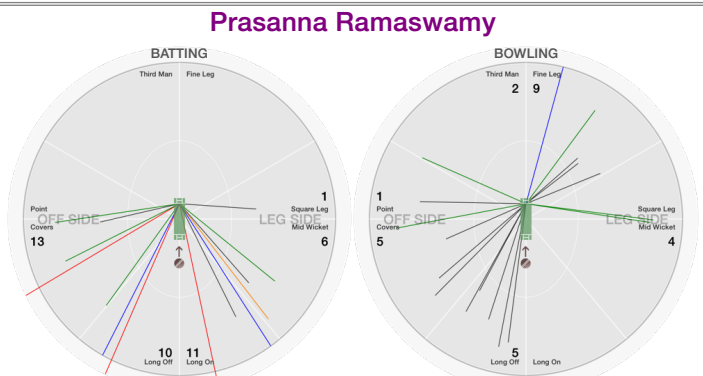 Prasanna Ramaswamy
BATTING
Third Man Fine Leg
1
Point Square Leg
OFF SIDE LEG SIDE
Covers Mid Wicket
13 6
10 11
Long Off Long On
BOWLING
Third Man Fine Leg
2 9
1
Point Square Leg
OFF SIDE LEG SIDE
Covers Mid Wicket
5 4
5
Long Off Long On